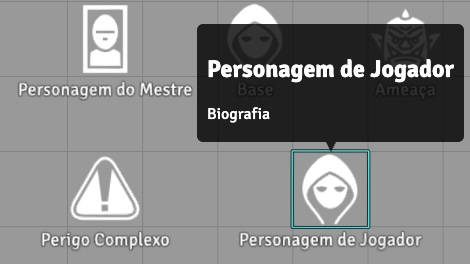 Personagem de Jogador
Biografia
Personagem do Mestre
Base
Ameaça
Perigo Complexo
Personagem de Jogador